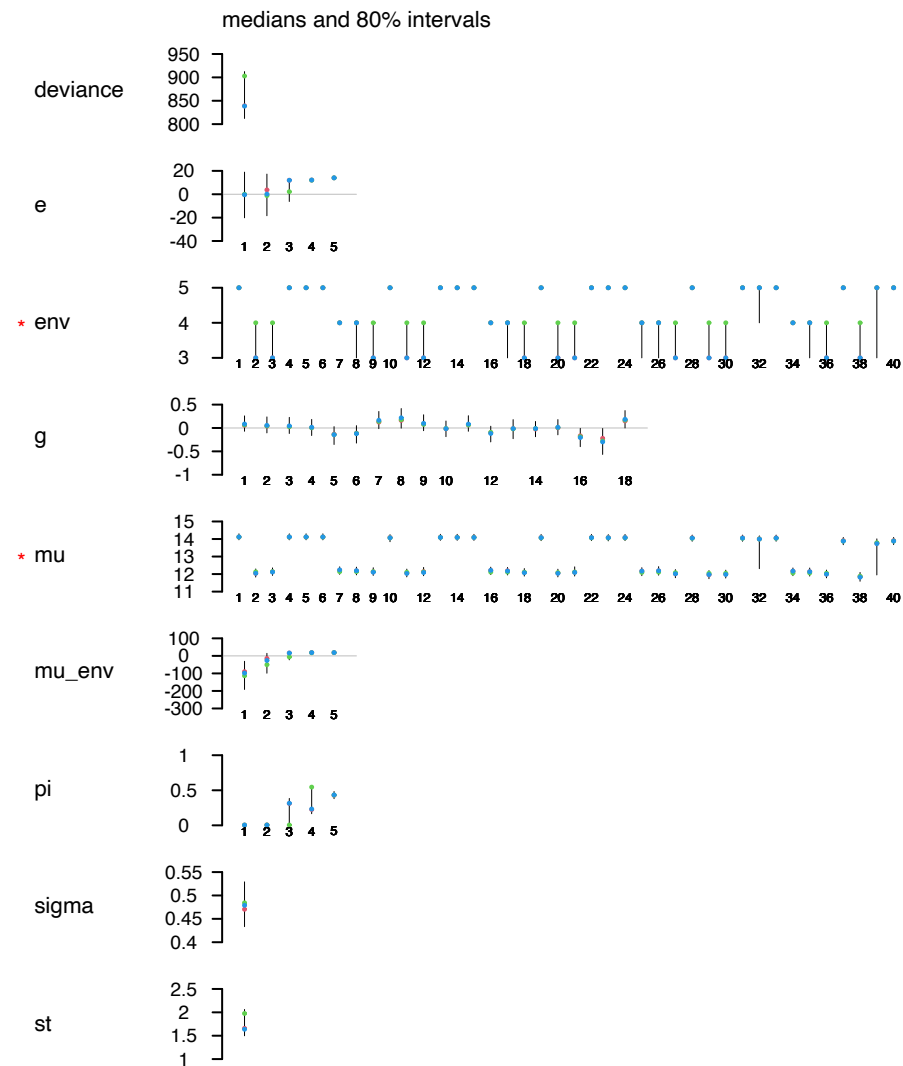 medians and 80% intervals
950
900
850
800
deviance
20
0
-20
-40
e
1 2 3 4 5
5
4
3
* env
1 2 3 4 5 6 7 8 9 10 12 14 16 18 20 22 24 26 28 30 32 34 36 38 40
0.5
0
-0.5
-1
g
1 2 3 4 5 6 7 8 9 10 12 14 16 18
15
14
13
12
11
* mu
1 2 3 4 5 6 7 8 9 10 12 14 16 18 20 22 24 26 28 30 32 34 36 38 40
100
0
-100
-200
-300
mu_env
1 2 3 4 5
1
0.5
0
pi
1 2 3 4 5
0.55
0.5
0.45
0.4
sigma
2.5
2
1.5
1
st